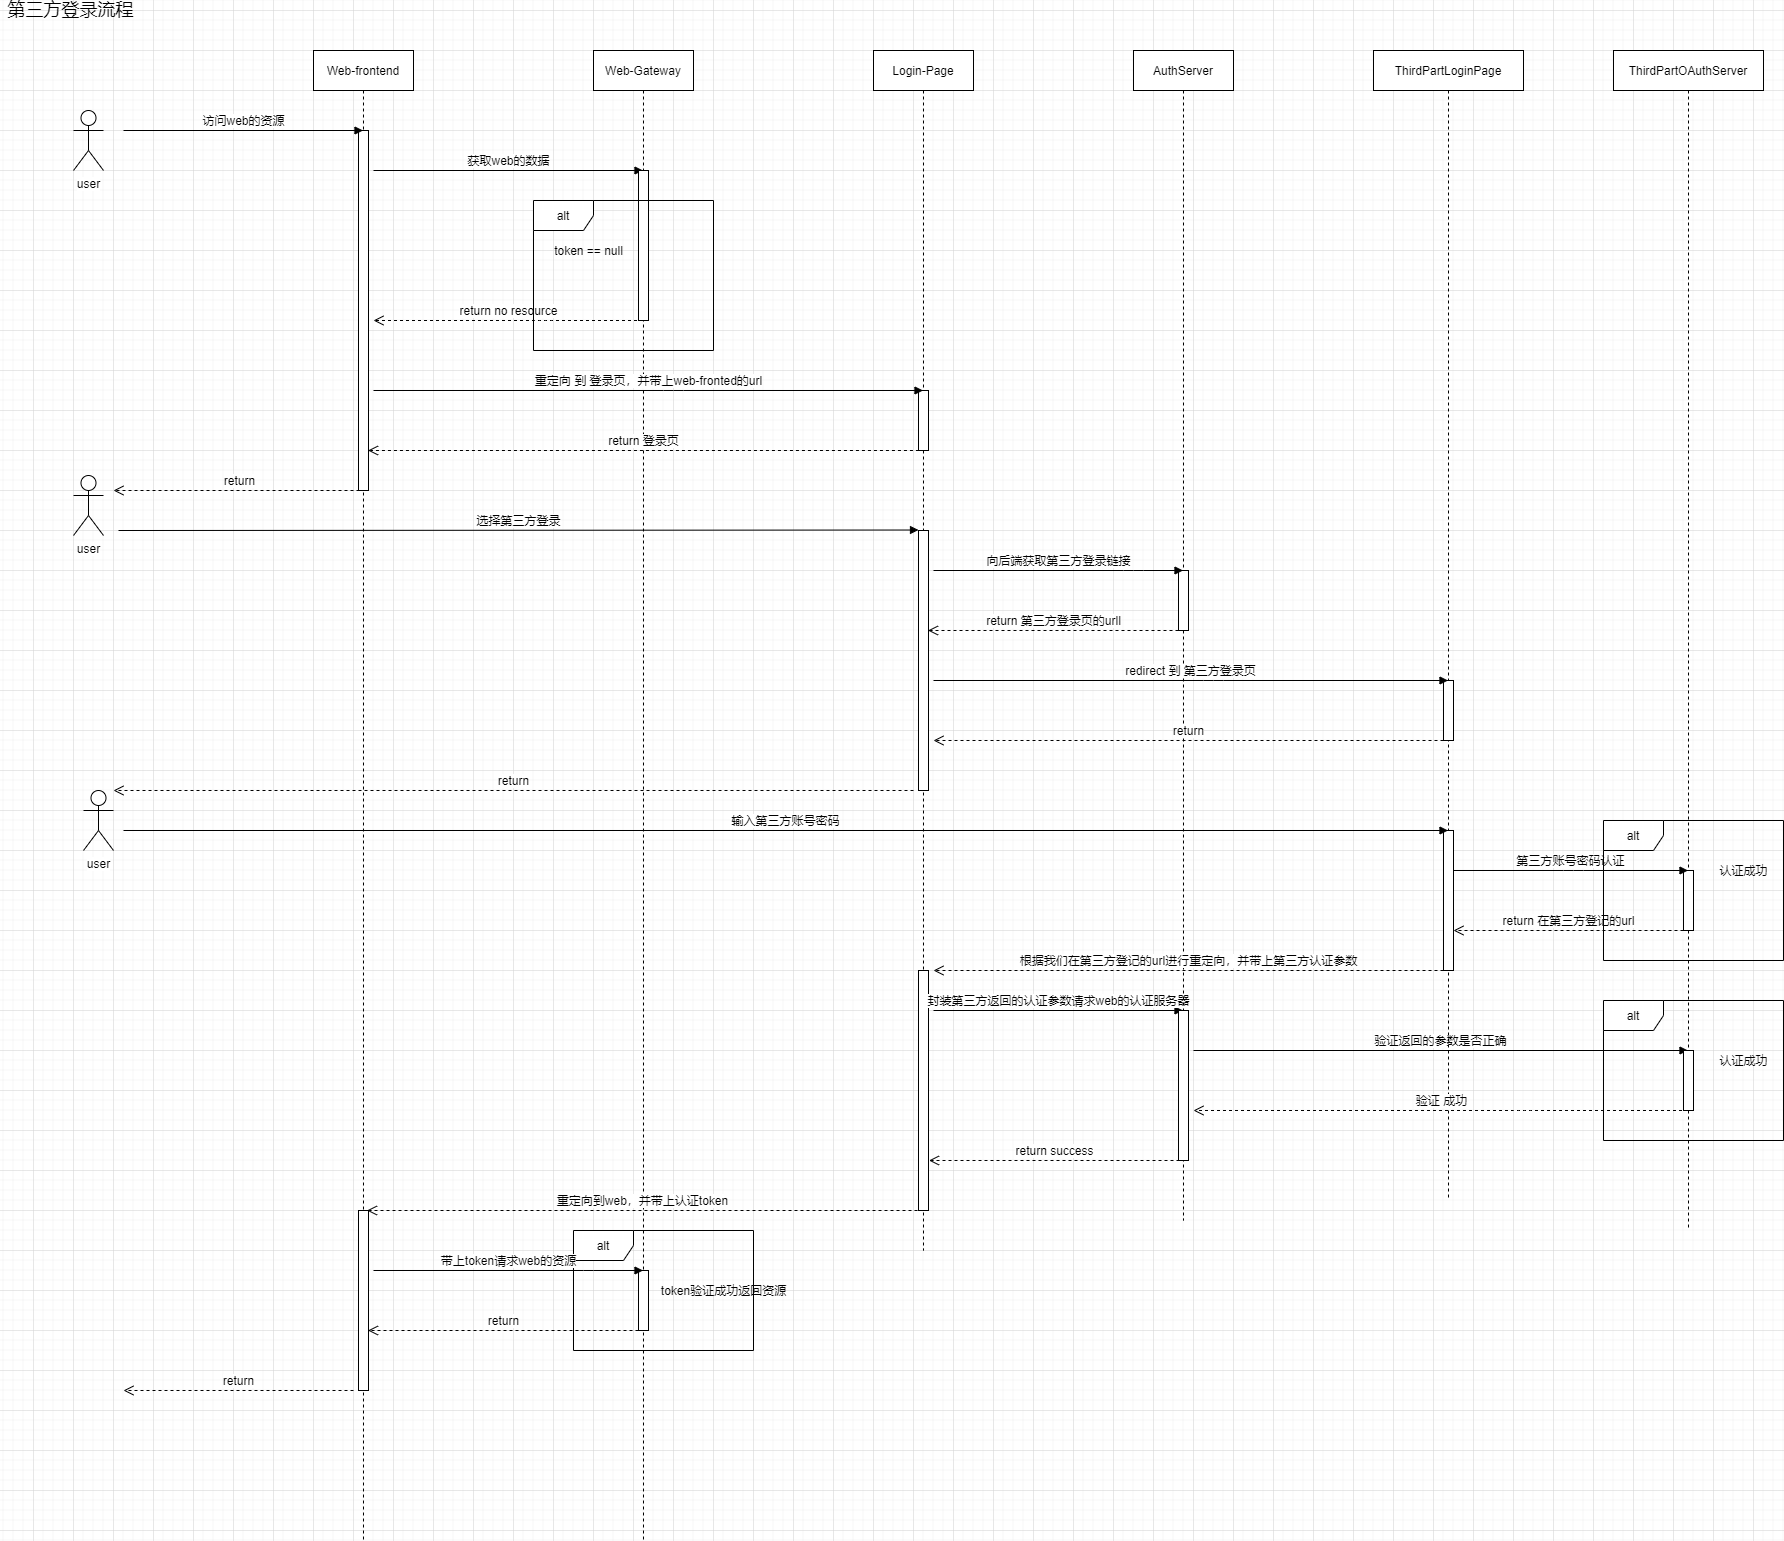 第三方登录流程
Web-frontend
Web-Gateway
Login-Page
AuthServer
ThirdPartLoginPage
ThirdPartOAuthServer
访问web的资源
user
获取web的数据
alt
token == null
return no resource
重定向 到 登录页，并带上web-fronted的url
return 登录页
return
user
选择第三方登录
向后端获取第三方登录链接
return 第三方登录页的urll
redirect 到 第三方登录页
return
return
user
输入第三方账号密码
alt
第三方账号密码认证
认证成功
return 在第三方登记的url
根据我们在第三方登记的url进行重定向，并带上第三方认证参数
封装第三方返回的认证参数请求web的认证服务器
alt
验证返回的参数是否正确
认证成功
验证 成功
return success
重定向到web，并带上认证token
alt
带上token请求web的资源
token验证成功返回资源
return
return